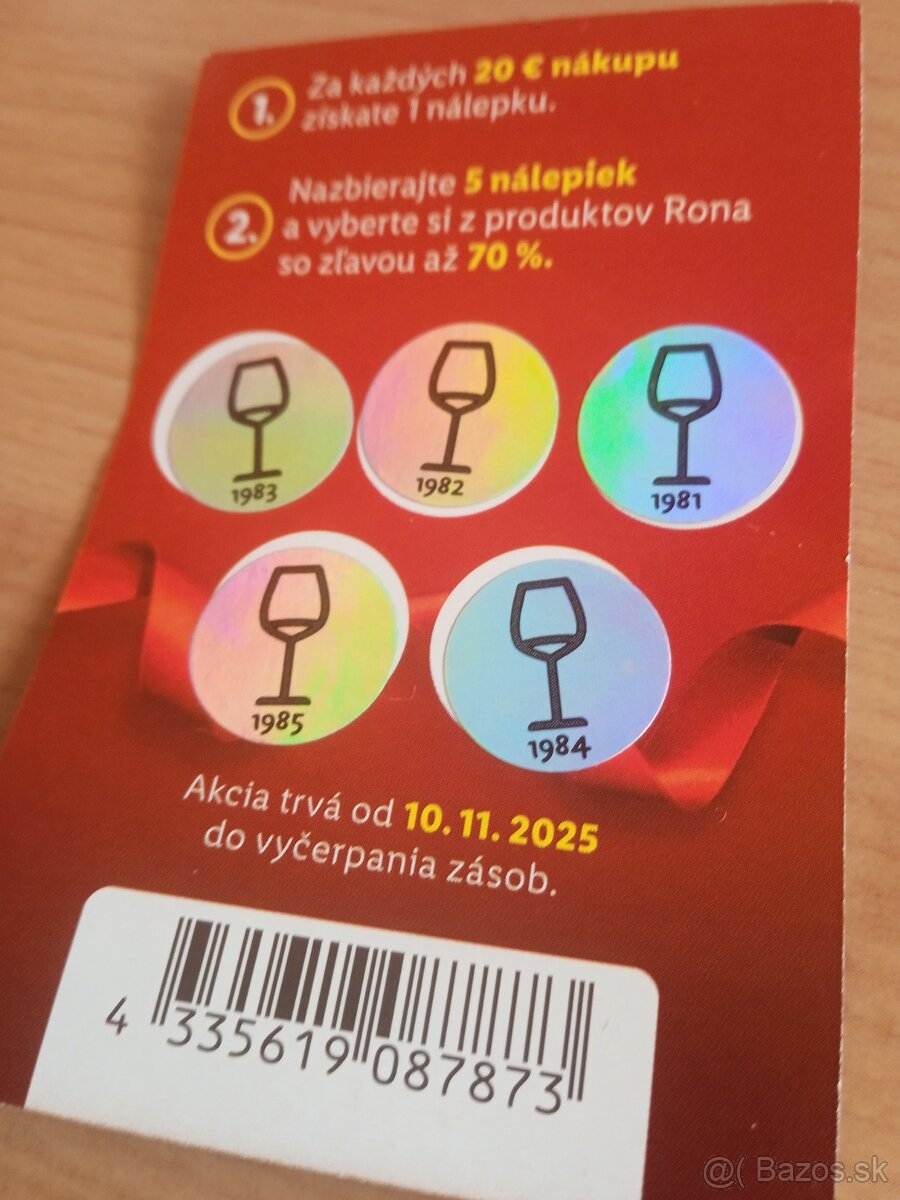 1. Za každých 20 € nákupu
získate 1 nálepku.
2. Nazbierajte 5 nálepiek
a vyberte si z produktov Rona
so zľavou až 70 %.
1983 1982 1981
1985 1984
Akcia trvá od 10. 11. 2025
do vyčerpania zásob.
4 335619 087873
@( Bazos.sk